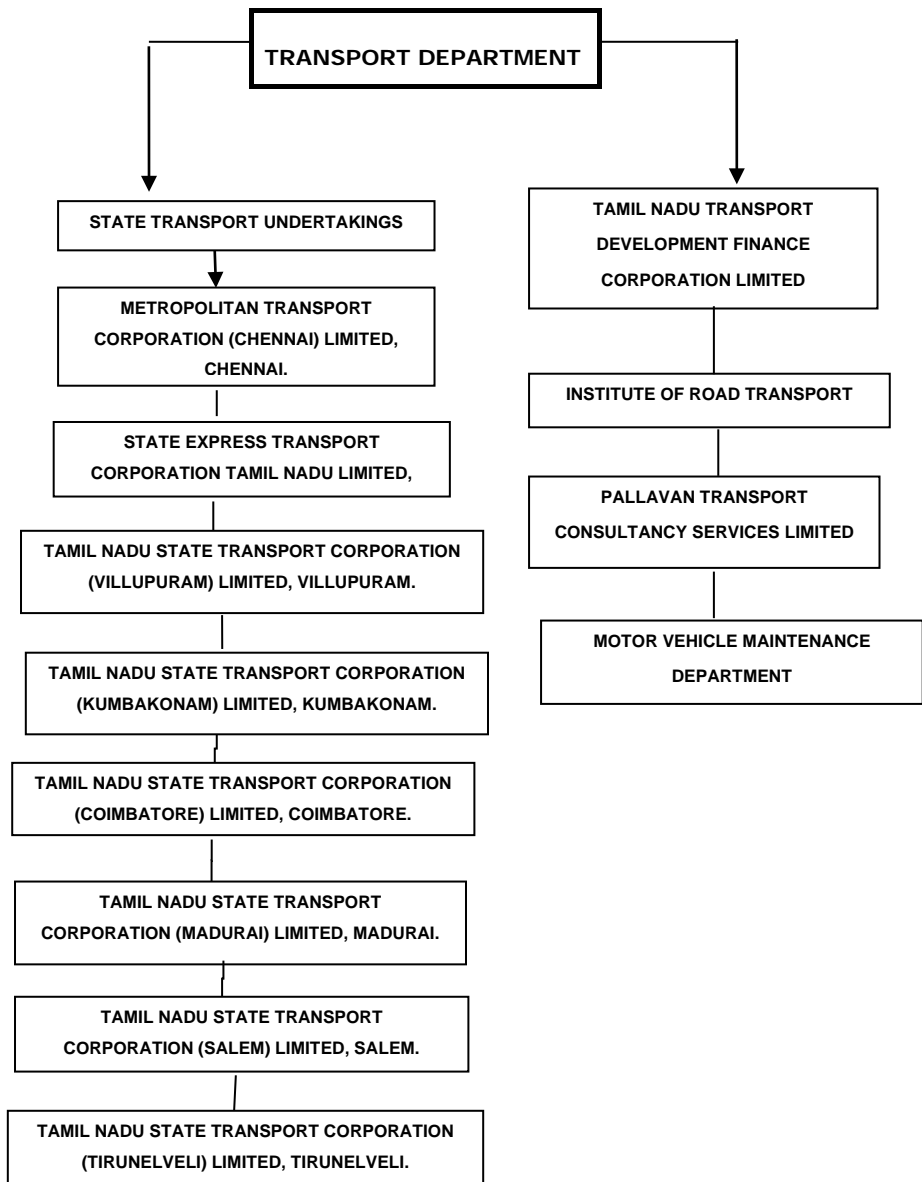 TRANSPORT DEPARTMENT
STATE TRANSPORT UNDERTAKINGS
METROPOLITAN TRANSPORT
CORPORATION (CHENNAI) LIMITED,
CHENNAI.
STATE EXPRESS TRANSPORT
CORPORATION TAMIL NADU LIMITED,
TAMIL NADU STATE TRANSPORT CORPORATION
(VILLUPURAM) LIMITED, VILLUPURAM.
TAMIL NADU STATE TRANSPORT CORPORATION
(KUMBAKONAM) LIMITED, KUMBAKONAM.
TAMIL NADU STATE TRANSPORT CORPORATION
(COIMBATORE) LIMITED, COIMBATORE.
TAMIL NADU STATE TRANSPORT
CORPORATION (MADURAI) LIMITED, MADURAI.
TAMIL NADU STATE TRANSPORT
CORPORATION (SALEM) LIMITED, SALEM.
TAMIL NADU STATE TRANSPORT CORPORATION
(TIRUNELVELI) LIMITED, TIRUNELVELI.
TAMIL NADU TRANSPORT
DEVELOPMENT FINANCE
CORPORATION LIMITED
INSTITUTE OF ROAD TRANSPORT
PALLAVAN TRANSPORT
CONSULTANCY SERVICES LIMITED
MOTOR VEHICLE MAINTENANCE
DEPARTMENT